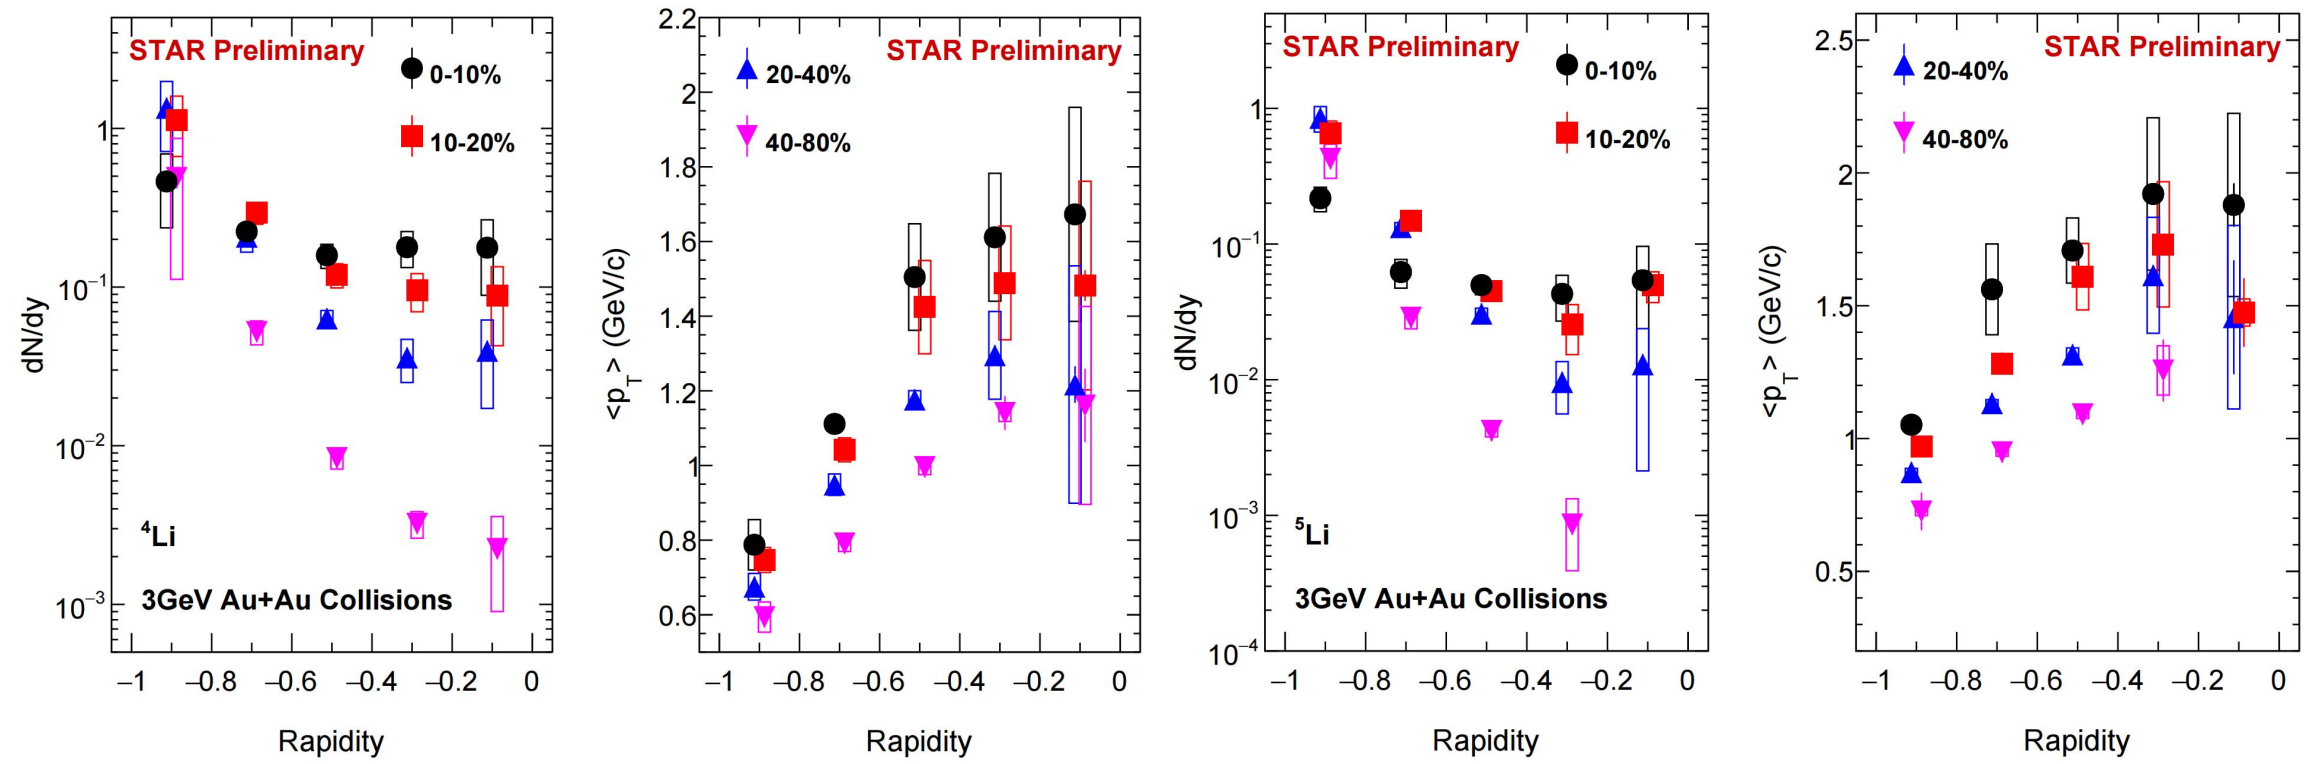 STAR Preliminary
0-10%
10-20%
1
10⁻¹
10⁻²
10⁻³
dN/dy
⁴Li
3GeV Au+Au Collisions
−1 −0.8 −0.6 −0.4 −0.2 0
Rapidity
STAR Preliminary
20-40%
40-80%
2.2
2
1.8
1.6
1.4
1.2
1
0.8
0.6
<p_T> (GeV/c)
−1 −0.8 −0.6 −0.4 −0.2 0
Rapidity
STAR Preliminary
0-10%
10-20%
1
10⁻¹
10⁻²
10⁻³
10⁻⁴
dN/dy
⁵Li
3GeV Au+Au Collisions
−1 −0.8 −0.6 −0.4 −0.2 0
Rapidity
STAR Preliminary
20-40%
40-80%
2.5
2
1.5
1
0.5
<p_T> (GeV/c)
−1 −0.8 −0.6 −0.4 −0.2 0
Rapidity